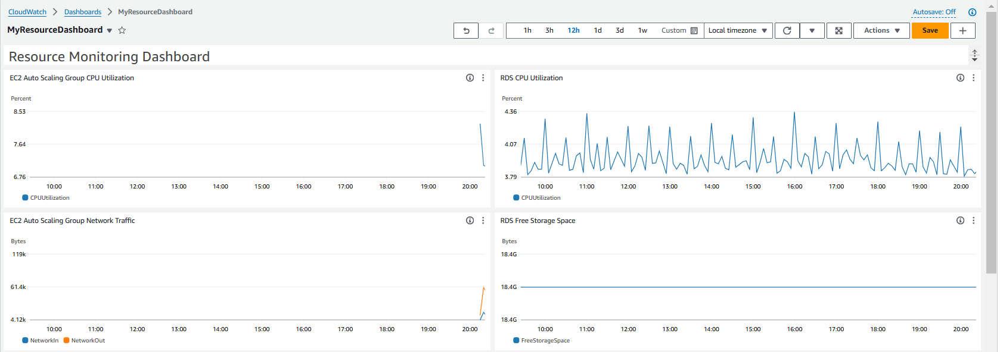 CloudWatch > Dashboards > MyResourceDashboard
Autosave: Off
MyResourceDashboard
1h 3h 12h 1d 3d 1w Custom Local timezone Actions Save
Resource Monitoring Dashboard
EC2 Auto Scaling Group CPU Utilization
Percent
8.53
7.64
6.76
10:00 11:00 12:00 13:00 14:00 15:00 16:00 17:00 18:00 19:00 20:00
CPUUtilization
RDS CPU Utilization
Percent
4.36
4.07
3.79
10:00 11:00 12:00 13:00 14:00 15:00 16:00 17:00 18:00 19:00 20:00
CPUUtilization
EC2 Auto Scaling Group Network Traffic
Bytes
119k
61.4k
4.12k
10:00 11:00 12:00 13:00 14:00 15:00 16:00 17:00 18:00 19:00 20:00
NetworkIn NetworkOut
RDS Free Storage Space
Bytes
18.4G
18.4G
18.4G
10:00 11:00 12:00 13:00 14:00 15:00 16:00 17:00 18:00 19:00 20:00
FreeStorageSpace